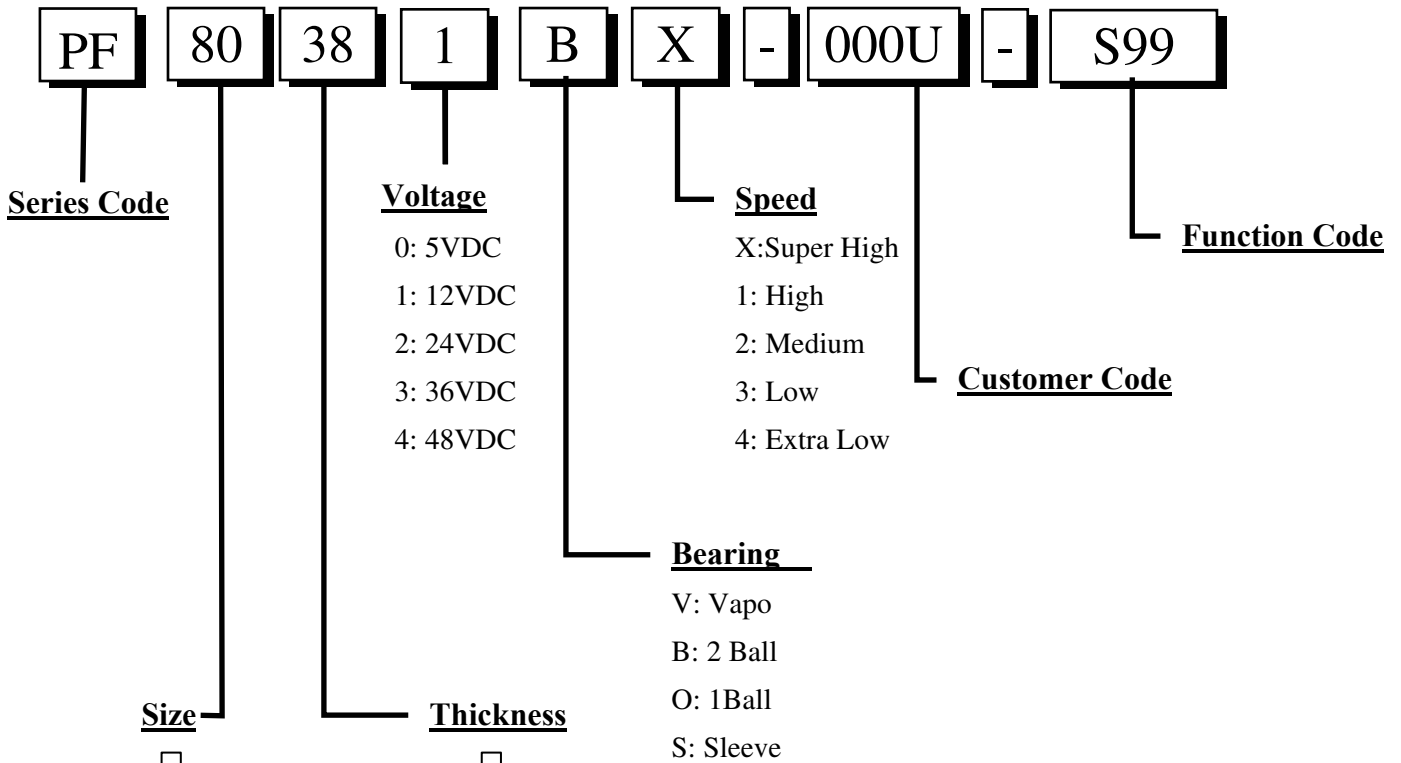 PF 80 38 1 B X - 000U - S99
Series Code
Voltage
0: 5VDC
1: 12VDC
2: 24VDC
3: 36VDC
4: 48VDC
Speed
X:Super High
1: High
2: Medium
3: Low
4: Extra Low
Function Code
Customer Code
Bearing
V: Vapo
B: 2 Ball
O: 1Ball
S: Sleeve
Size
Thickness